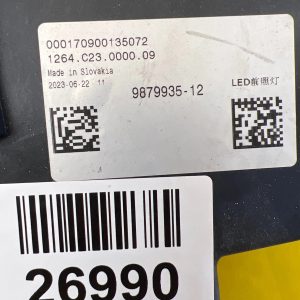 000170900135072
1264.C23.0000.09
Made in Slovakia
2023-06-22 11
9879935-12
LED前照灯
26990